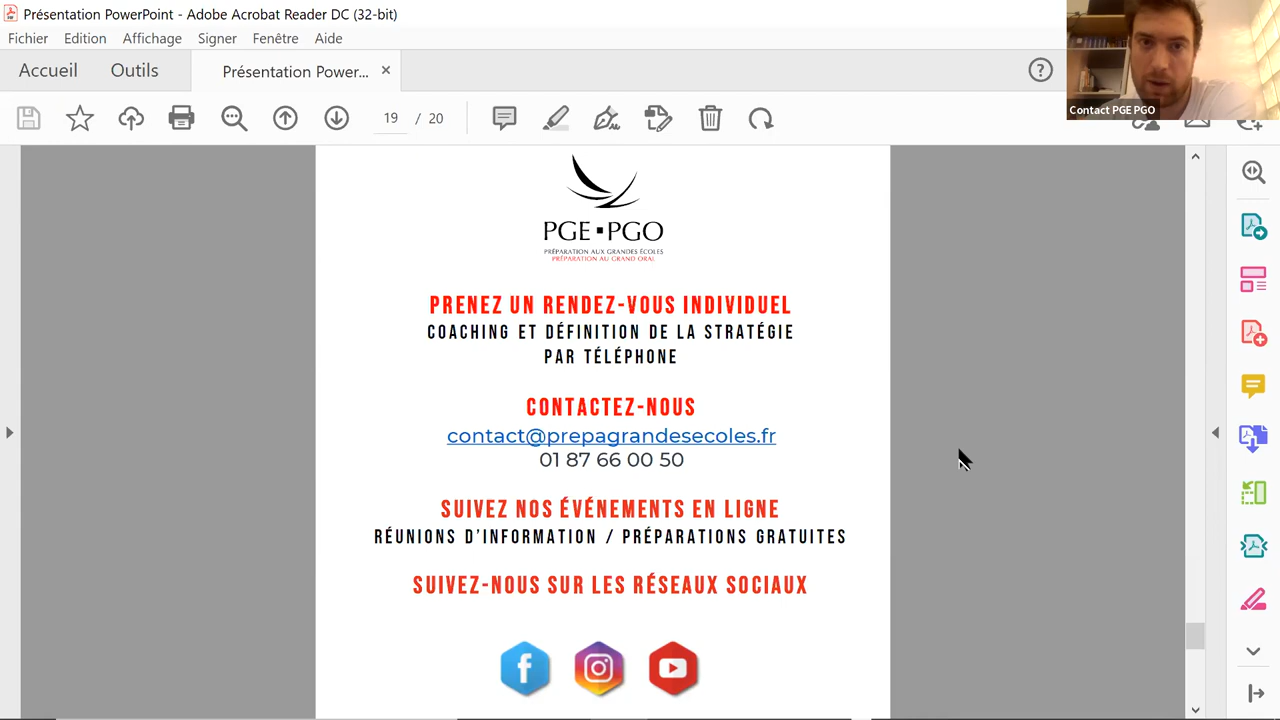 Présentation PowerPoint - Adobe Acrobat Reader DC (32-bit)
Fichier Edition Affichage Signer Fenêtre Aide
Accueil Outils Présentation Power... ×
19 / 20
Contact PGE PGO
PGE▪PGO
PRÉPARATION AUX GRANDES ÉCOLES
PRÉPARATION AU GRAND ORAL
PRENEZ UN RENDEZ-VOUS INDIVIDUEL
COACHING ET DÉFINITION DE LA STRATÉGIE
PAR TÉLÉPHONE
CONTACTEZ-NOUS
contact@prepagrandesecoles.fr
01 87 66 00 50
SUIVEZ NOS ÉVÉNEMENTS EN LIGNE
RÉUNIONS D'INFORMATION / PRÉPARATIONS GRATUITES
SUIVEZ-NOUS SUR LES RÉSEAUX SOCIAUX